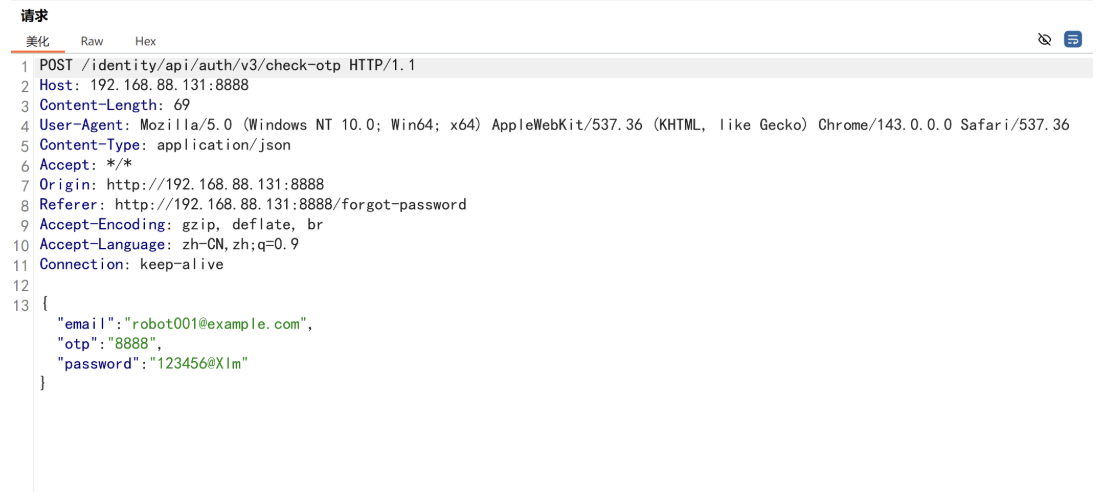 请求
美化 Raw Hex
1 POST /identity/api/auth/v3/check-otp HTTP/1.1
2 Host: 192.168.88.131:8888
3 Content-Length: 69
4 User-Agent: Mozilla/5.0 (Windows NT 10.0; Win64; x64) AppleWebKit/537.36 (KHTML, like Gecko) Chrome/143.0.0.0 Safari/537.36
5 Content-Type: application/json
6 Accept: */*
7 Origin: http://192.168.88.131:8888
8 Referer: http://192.168.88.131:8888/forgot-password
9 Accept-Encoding: gzip, deflate, br
10 Accept-Language: zh-CN,zh;q=0.9
11 Connection: keep-alive
12
13 {
"email":"robot001@example.com",
"otp":"8888",
"password":"123456@Xlm"
}